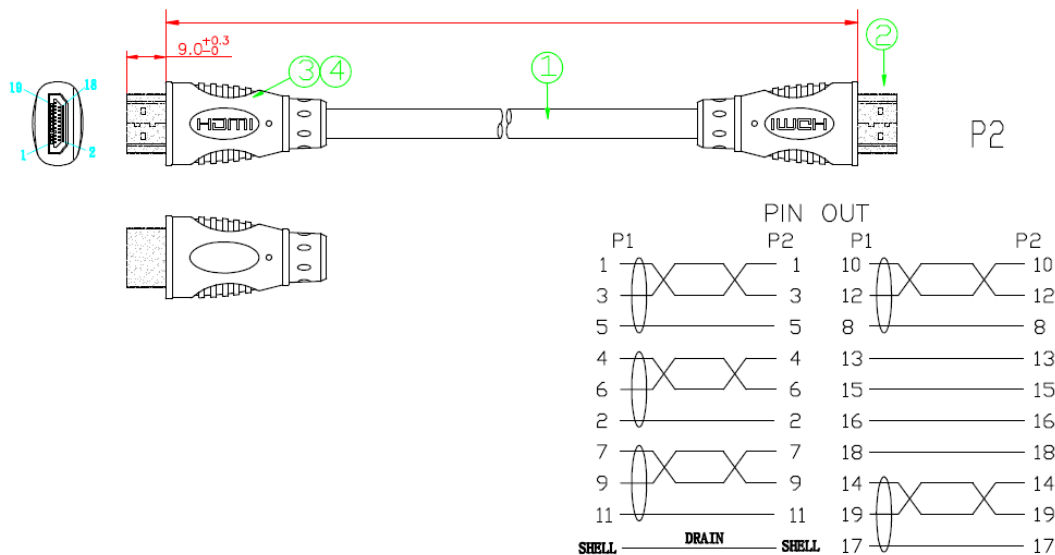 9.0+0.3 -0
③④
①
②
19
18
1
2
HDMI
HDMI
P2
PIN OUT
P1 P2 P1 P2
1 1 10 10
3 3 12 12
5 5 8 8
4 4 13 13
6 6 15 15
2 2 16 16
7 7 18 18
9 9 14 14
11 11 19 19
SHELL DRAIN SHELL 17 17